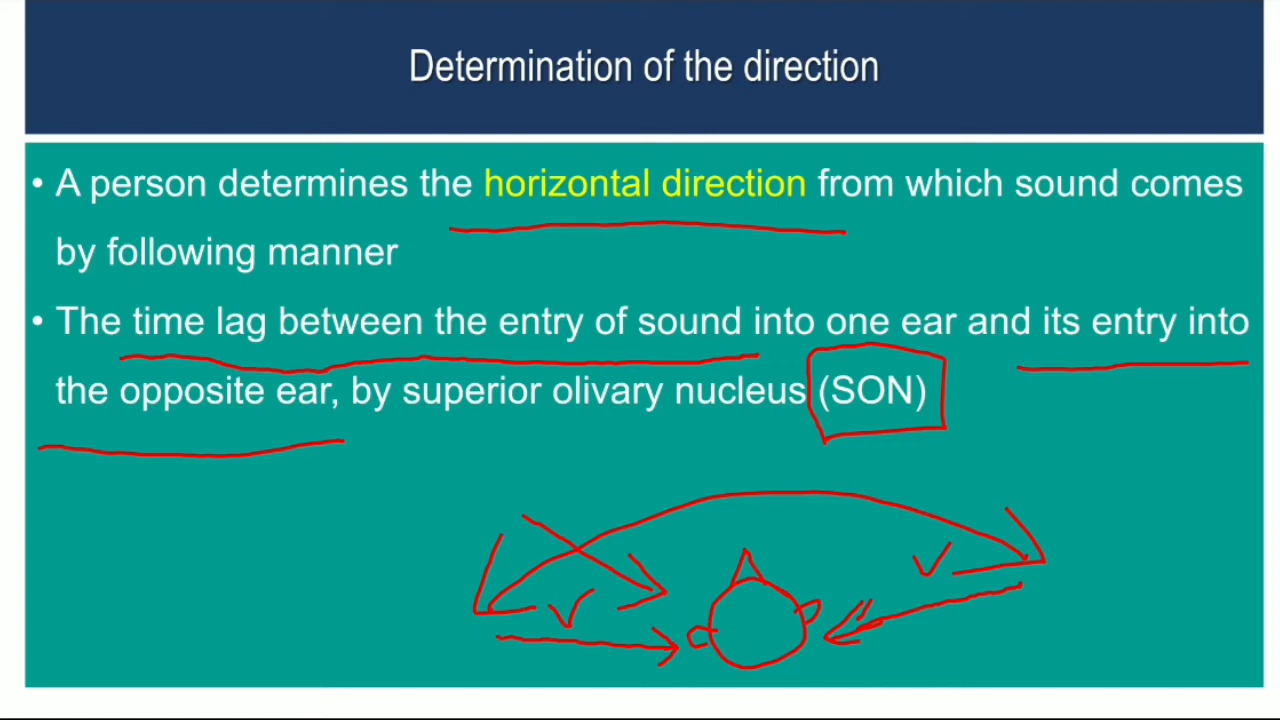 Determination of the direction
• A person determines the horizontal direction from which sound comes
by following manner
• The time lag between the entry of sound into one ear and its entry into
the opposite ear, by superior olivary nucleus (SON)